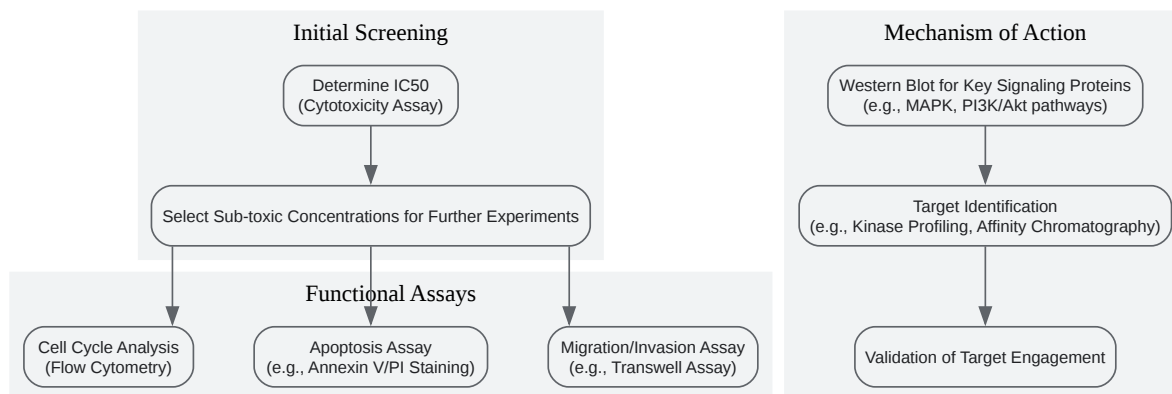 Initial Screening
Determine IC50
(Cytotoxicity Assay)
Select Sub-toxic Concentrations for Further Experiments
Functional Assays
Cell Cycle Analysis
(Flow Cytometry)
Apoptosis Assay
(e.g., Annexin V/PI Staining)
Migration/Invasion Assay
(e.g., Transwell Assay)
Mechanism of Action
Western Blot for Key Signaling Proteins
(e.g., MAPK, PI3K/Akt pathways)
Target Identification
(e.g., Kinase Profiling, Affinity Chromatography)
Validation of Target Engagement